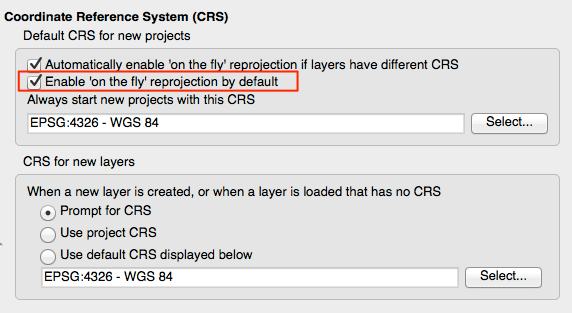 Coordinate Reference System (CRS)
Default CRS for new projects
Automatically enable 'on the fly' reprojection if layers have different CRS
Enable 'on the fly' reprojection by default
Always start new projects with this CRS
EPSG:4326 - WGS 84
Select...
CRS for new layers
When a new layer is created, or when a layer is loaded that has no CRS
Prompt for CRS
Use project CRS
Use default CRS displayed below
EPSG:4326 - WGS 84
Select...